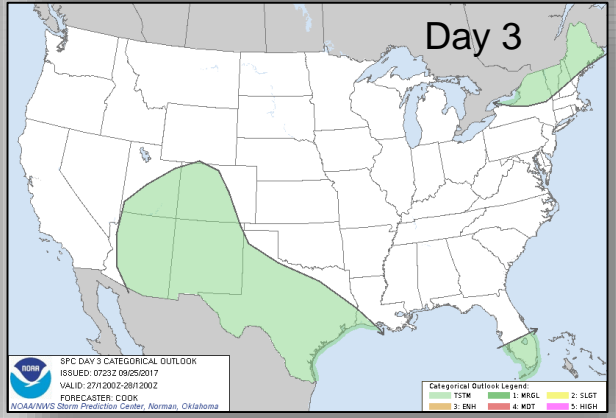 Day 3
SPC DAY 3 CATEGORICAL OUTLOOK
ISSUED: 0723Z 09/25/2017
VALID: 27/1200Z-28/1200Z
FORECASTER: COOK
NOAA/NWS Storm Prediction Center, Norman, Oklahoma
NOAA
Categorical Outlook Legend:
TSTM 1: MRGL 2: SLGT
3: ENH 4: MDT 5: HIGH